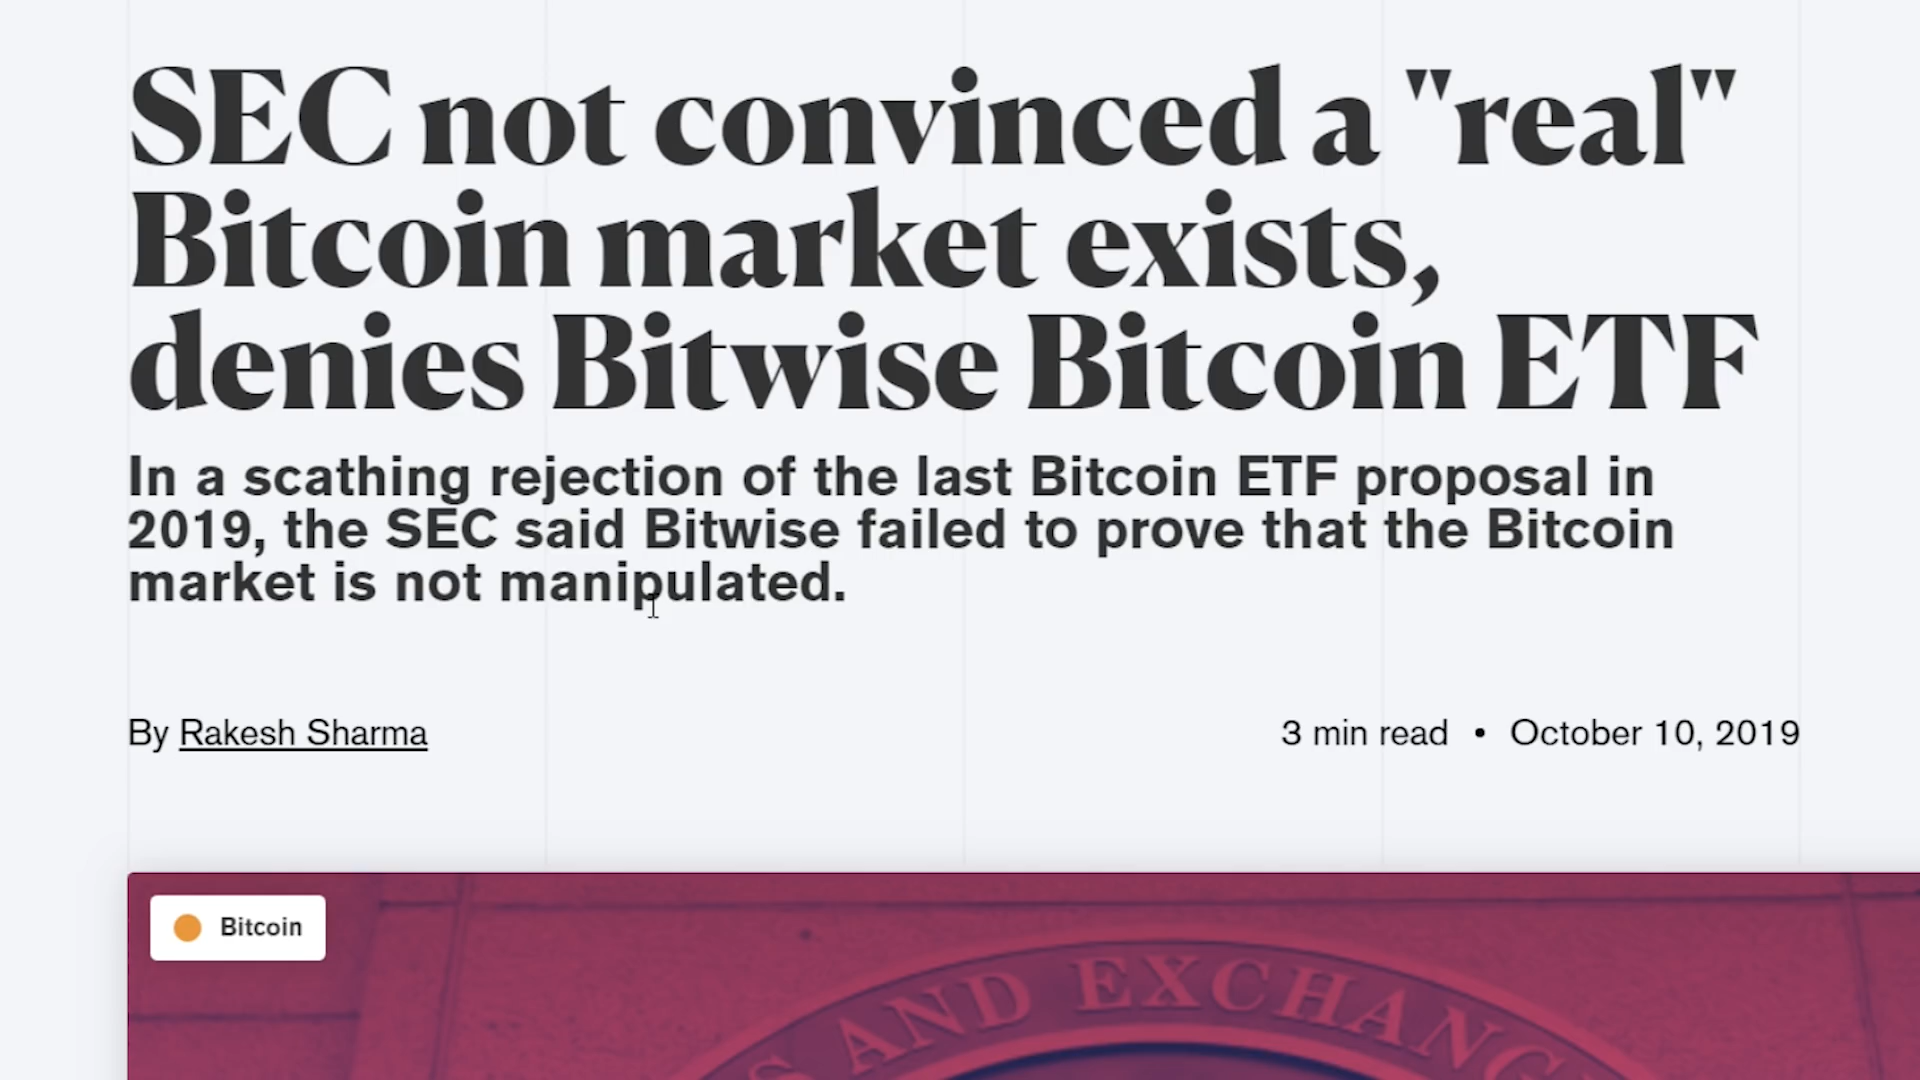 SEC not convinced a "real"
Bitcoin market exists,
denies Bitwise Bitcoin ETF
In a scathing rejection of the last Bitcoin ETF proposal in
2019, the SEC said Bitwise failed to prove that the Bitcoin
market is not manipulated.
By Rakesh Sharma
3 min read • October 10, 2019
Bitcoin
AND EXCHANG